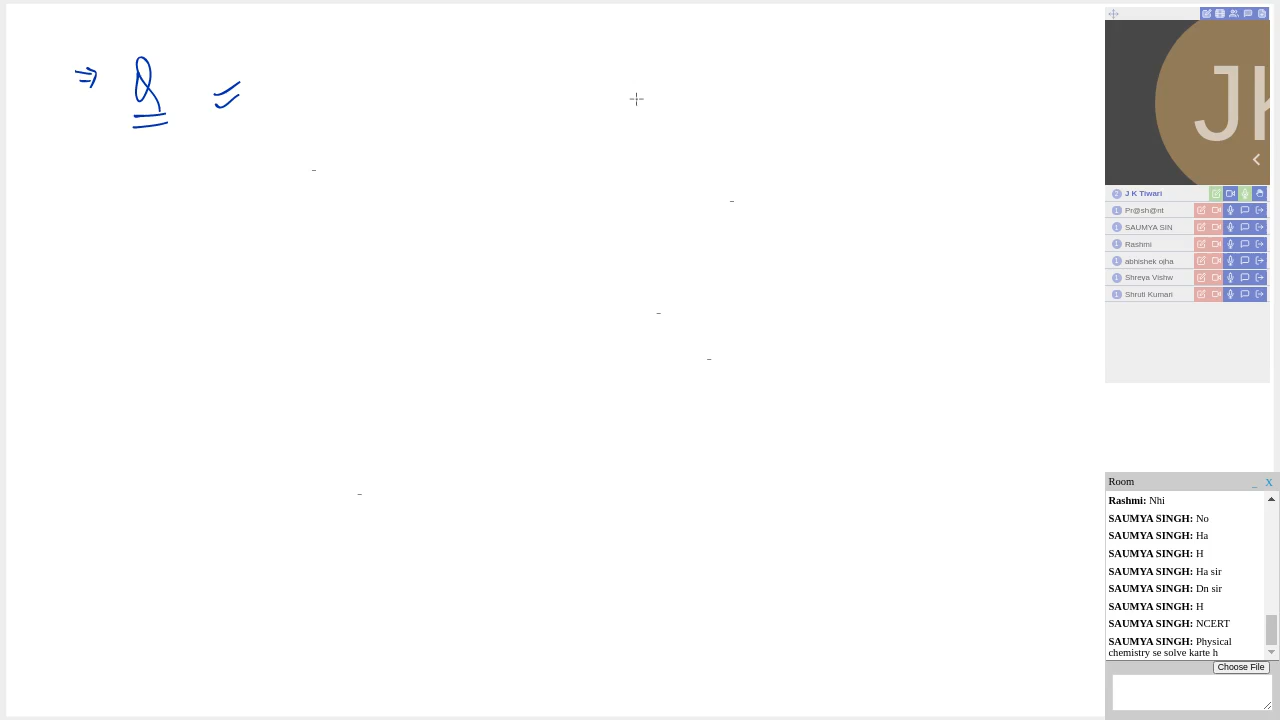 ⇒ Q
JK
J K Tiwari
Pr@sh@nt
SAUMYA SIN
Rashmi
abhishek ojha
Shreya Vishw
Shruti Kumari
Room
_ X
Rashmi: Nhi
SAUMYA SINGH: No
SAUMYA SINGH: Ha
SAUMYA SINGH: H
SAUMYA SINGH: Ha sir
SAUMYA SINGH: Dn sir
SAUMYA SINGH: H
SAUMYA SINGH: NCERT
SAUMYA SINGH: Physical
chemistry se solve karte h
Choose File